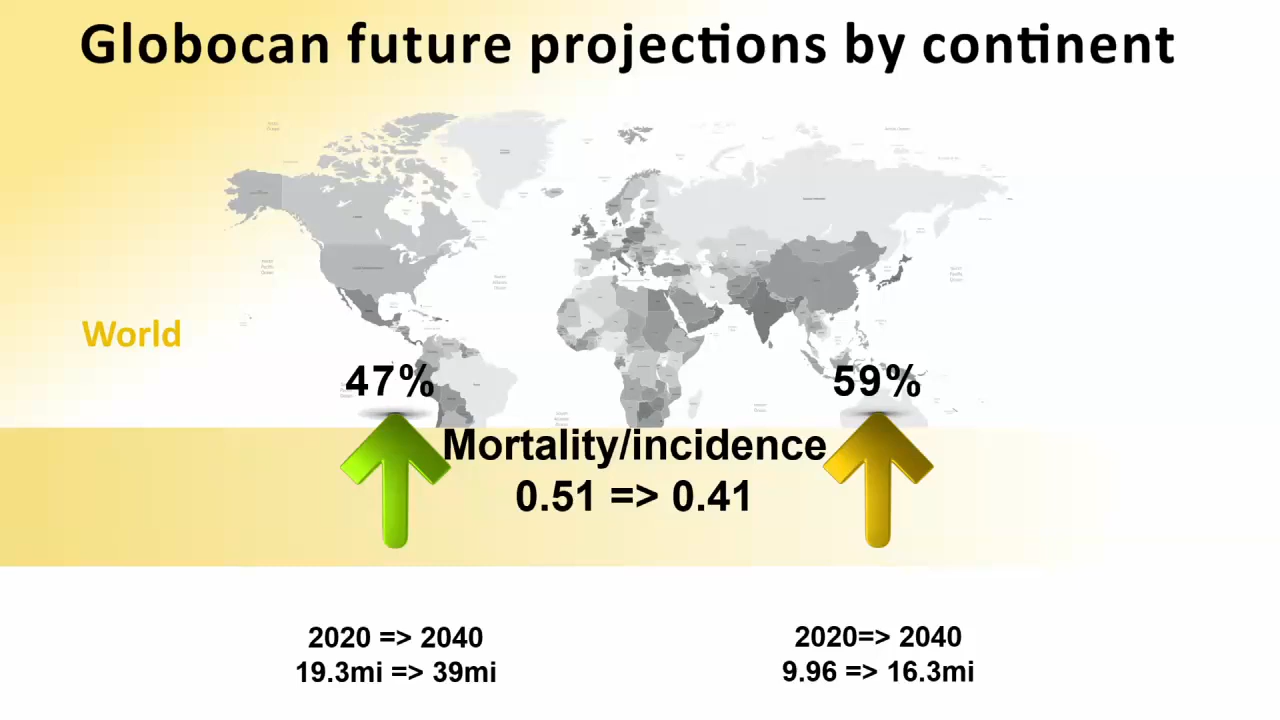 Globocan future projections by continent
World
47%
59%
Mortality/incidence
0.51 => 0.41
2020 => 2040
19.3mi => 39mi
2020=> 2040
9.96 => 16.3mi